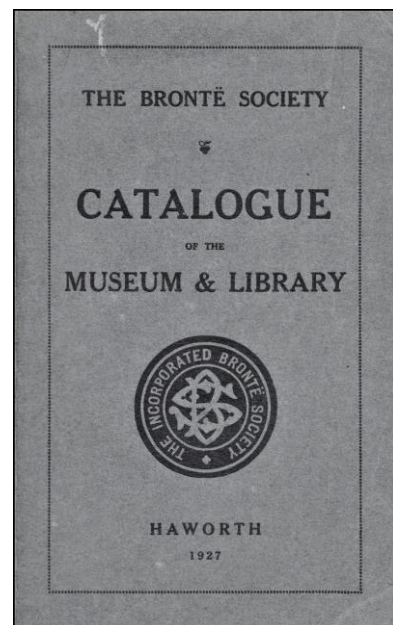 THE BRONTË SOCIETY
CATALOGUE
OF THE
MUSEUM & LIBRARY
THE INCORPORATED BRONTË SOCIETY
HAWORTH
1927